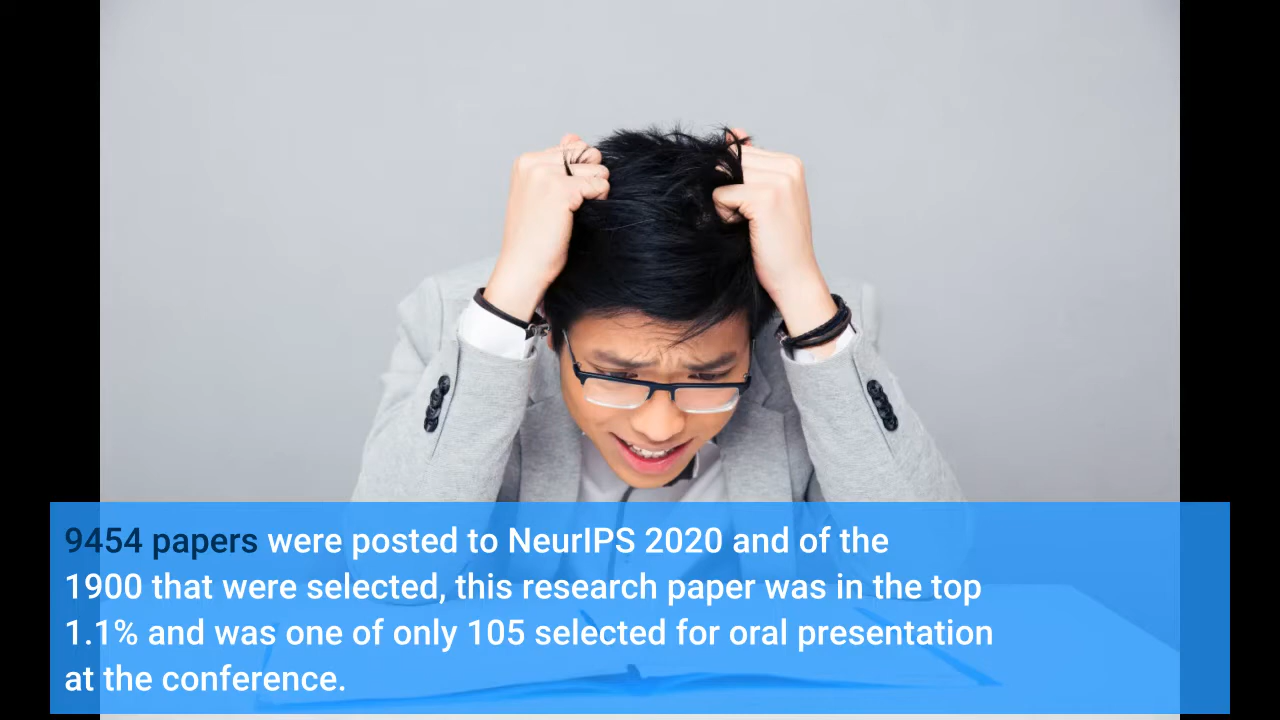 9454 papers were posted to NeurIPS 2020 and of the
1900 that were selected, this research paper was in the top
1.1% and was one of only 105 selected for oral presentation
at the conference.